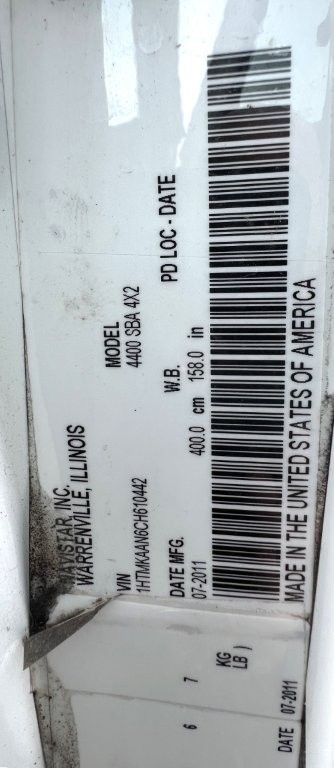 NAVISTAR, INC.
WARRENVILLE, ILLINOIS
VIN MODEL
1HTMKAAN6CH610442 4400 SBA 4X2
DATE MFG. W.B. PD LOC - DATE
07-2011 400.0 cm 158.0 in
MADE IN THE UNITED STATES OF AMERICA
6 7
KG
LB )
DATE 07-2011